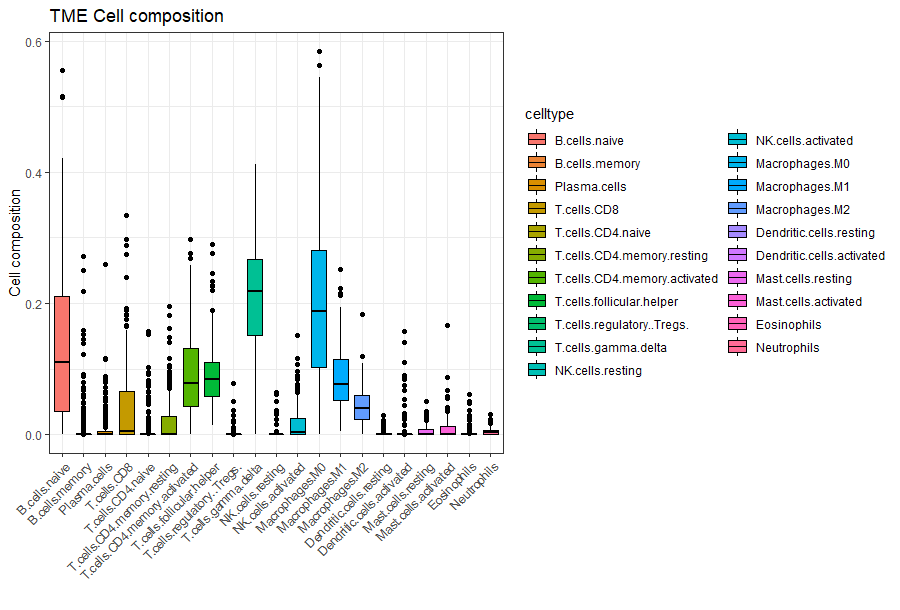 TME Cell composition
Cell composition
0.6
0.4
0.2
0.0
B.cells.naive
B.cells.memory
Plasma.cells
T.cells.CD8
T.cells.CD4.naive
T.cells.CD4.memory.resting
T.cells.CD4.memory.activated
T.cells.follicular.helper
T.cells.regulatory..Tregs.
T.cells.gamma.delta
NK.cells.resting
NK.cells.activated
Macrophages.M0
Macrophages.M1
Macrophages.M2
Dendritic.cells.resting
Dendritic.cells.activated
Mast.cells.resting
Mast.cells.activated
Eosinophils
Neutrophils
celltype
B.cells.naive
B.cells.memory
Plasma.cells
T.cells.CD8
T.cells.CD4.naive
T.cells.CD4.memory.resting
T.cells.CD4.memory.activated
T.cells.follicular.helper
T.cells.regulatory..Tregs.
T.cells.gamma.delta
NK.cells.resting
NK.cells.activated
Macrophages.M0
Macrophages.M1
Macrophages.M2
Dendritic.cells.resting
Dendritic.cells.activated
Mast.cells.resting
Mast.cells.activated
Eosinophils
Neutrophils